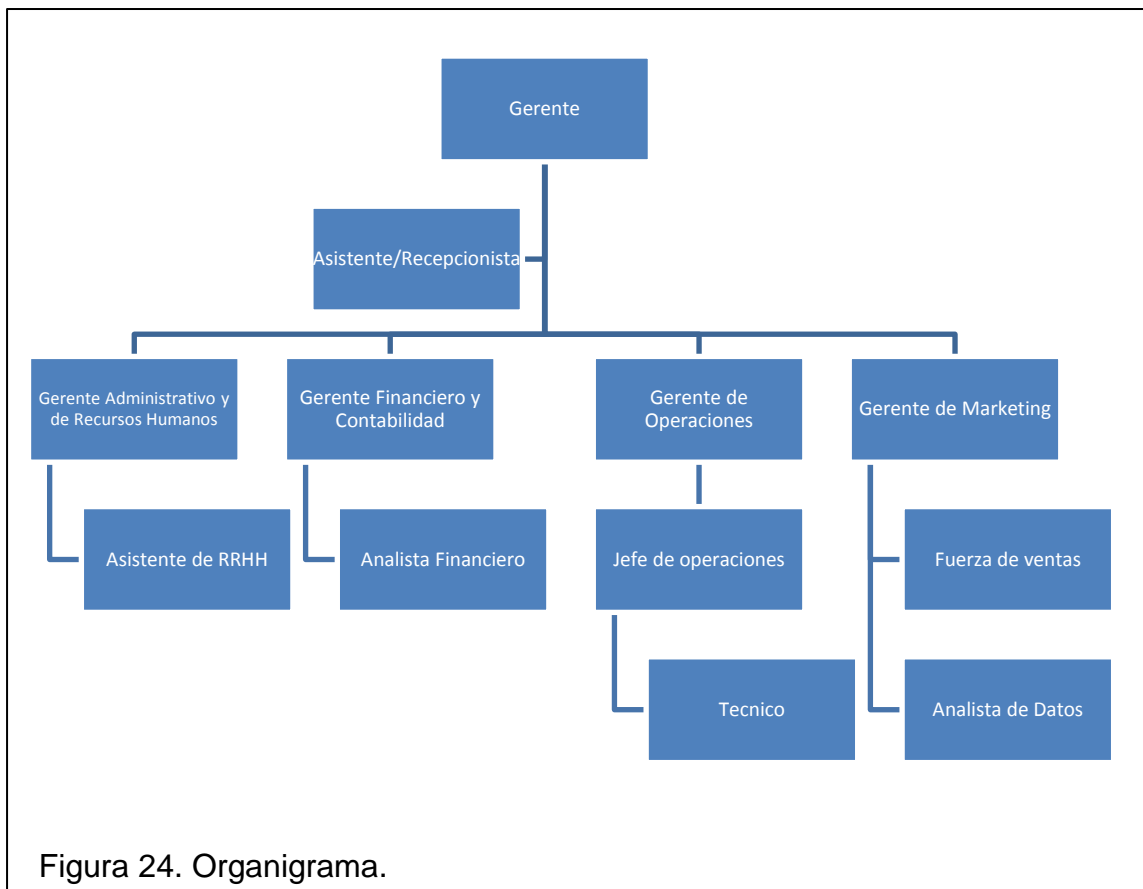 Gerente
Asistente/Recepcionista
Gerente Administrativo y
de Recursos Humanos
Gerente Financiero y
Contabilidad
Gerente de
Operaciones
Gerente de Marketing
Asistente de RRHH
Analista Financiero
Jefe de operaciones
Fuerza de ventas
Tecnico
Analista de Datos
Figura 24. Organigrama.